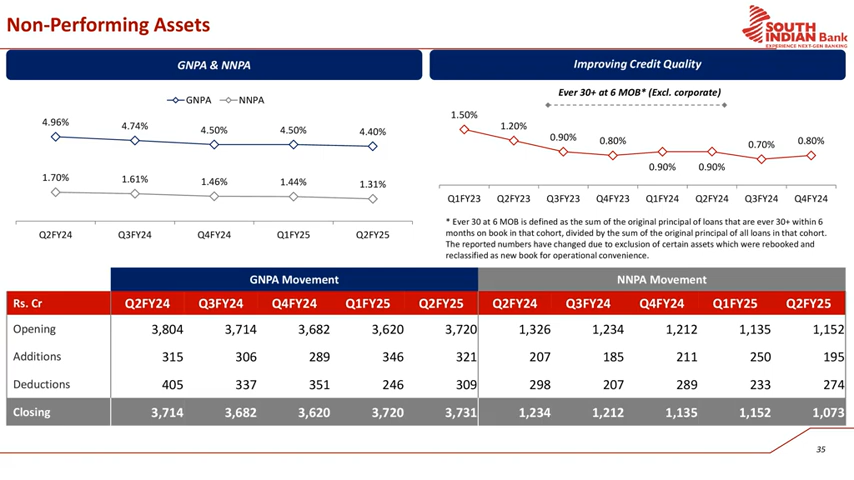 Non-Performing Assets
SOUTH
INDIAN Bank
EXPERIENCE NEXT-GEN BANKING
GNPA & NNPA
GNPA NNPA
4.96% 4.74% 4.50% 4.50% 4.40%
1.70% 1.61% 1.46% 1.44% 1.31%
Q2FY24 Q3FY24 Q4FY24 Q1FY25 Q2FY25
Improving Credit Quality
Ever 30+ at 6 MOB* (Excl. corporate)
1.50% 1.20% 0.90% 0.80% 0.90% 0.90% 0.70% 0.80%
Q1FY23 Q2FY23 Q3FY23 Q4FY23 Q1FY24 Q2FY24 Q3FY24 Q4FY24
* Ever 30 at 6 MOB is defined as the sum of the original principal of loans that are ever 30+ within 6
months on book in that cohort, divided by the sum of the original principal of all loans in that cohort.
The reported numbers have changed due to exclusion of certain assets which were rebooked and
reclassified as new book for operational convenience.
GNPA Movement NNPA Movement
Rs. Cr Q2FY24 Q3FY24 Q4FY24 Q1FY25 Q2FY25 Q2FY24 Q3FY24 Q4FY24 Q1FY25 Q2FY25
Opening 3,804 3,714 3,682 3,620 3,720 1,326 1,234 1,212 1,135 1,152
Additions 315 306 289 346 321 207 185 211 250 195
Deductions 405 337 351 246 309 298 207 289 233 274
Closing 3,714 3,682 3,620 3,720 3,731 1,234 1,212 1,135 1,152 1,073
35